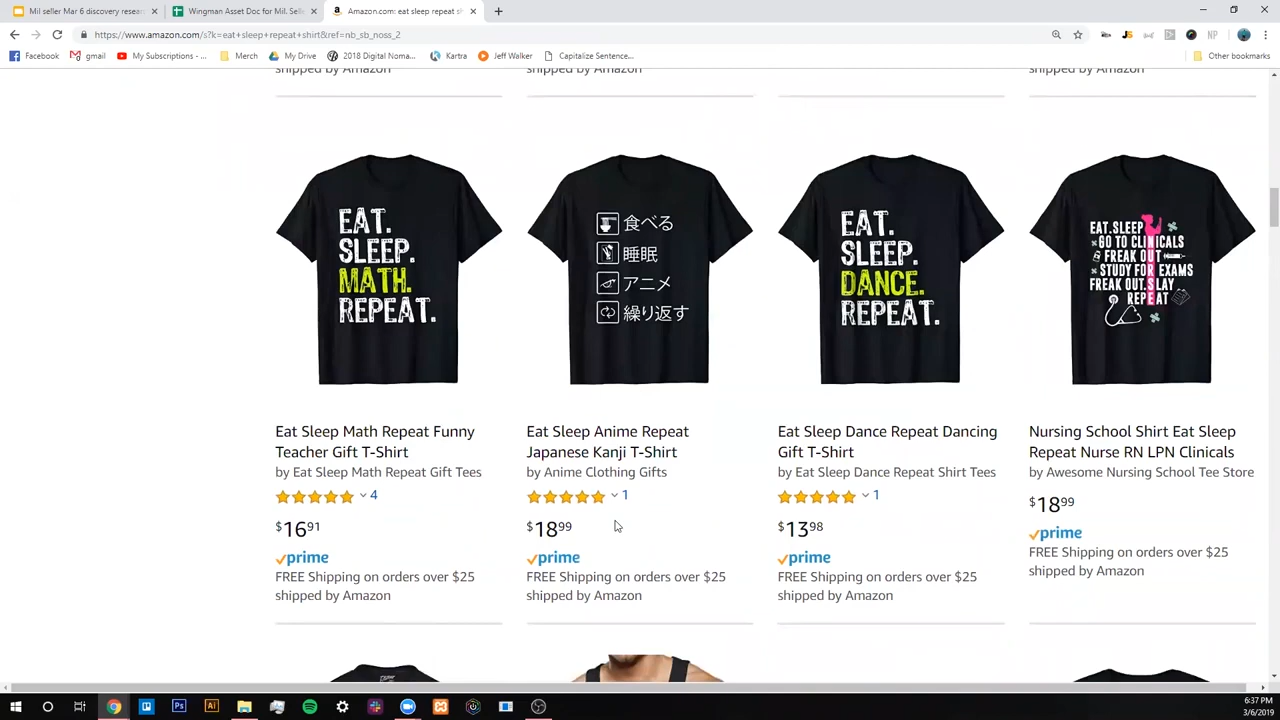 Mil seller Mar 6 discovery resear
Wingman Asset Doc for Mil. Selle
Amazon.com: eat sleep repeat sh
https://www.amazon.com/s?k=eat+sleep+repeat+shirt&ref=nb_sb_noss_2
Facebook
gmail
My Subscriptions - ...
Merch
My Drive
2018 Digital Noma...
Kartra
Jeff Walker
Capitalize Sentence...
Other bookmarks
shipped by Amazon
shipped by Amazon
shipped by Amazon
shipped by Amazon
EAT.
SLEEP.
MATH.
REPEAT.
食べる
睡眠
アニメ
繰り返す
EAT.
SLEEP.
DANCE.
REPEAT.
EAT.SLEEP
GO TO CLINICALS
FREAK OUT
STUDY FOR EXAMS
FREAK OUT.SLAY
REPEAT
Eat Sleep Math Repeat Funny
Teacher Gift T-Shirt
by Eat Sleep Math Repeat Gift Tees
4
$1691
prime
FREE Shipping on orders over $25
shipped by Amazon
Eat Sleep Anime Repeat
Japanese Kanji T-Shirt
by Anime Clothing Gifts
1
$1899
prime
FREE Shipping on orders over $25
shipped by Amazon
Eat Sleep Dance Repeat Dancing
Gift T-Shirt
by Eat Sleep Dance Repeat Shirt Tees
1
$1398
prime
FREE Shipping on orders over $25
shipped by Amazon
Nursing School Shirt Eat Sleep
Repeat Nurse RN LPN Clinicals
by Awesome Nursing School Tee Store
$1899
prime
FREE Shipping on orders over $25
shipped by Amazon
6:37 PM
3/6/2019